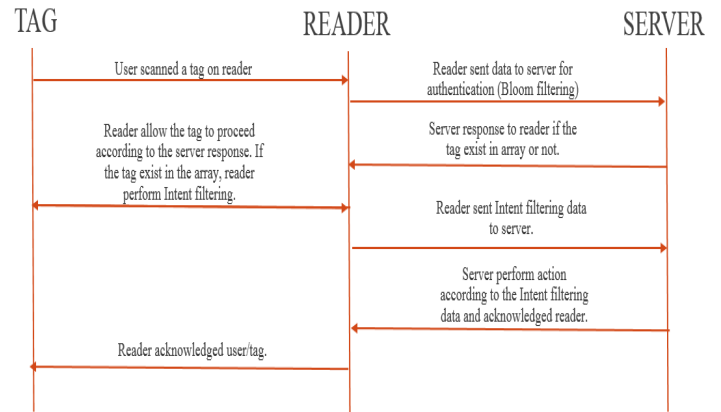 TAG
READER
SERVER
User scanned a tag on reader
Reader sent data to server for
authentication (Bloom filtering)
Reader allow the tag to proceed
according to the server response. If
the tag exist in the array, reader
perform Intent filtering.
Server response to reader if the
tag exist in array or not.
Reader sent Intent filtering data
to server.
Server perform action
according to the Intent filtering
data and acknowledged reader.
Reader acknowledged user/tag.